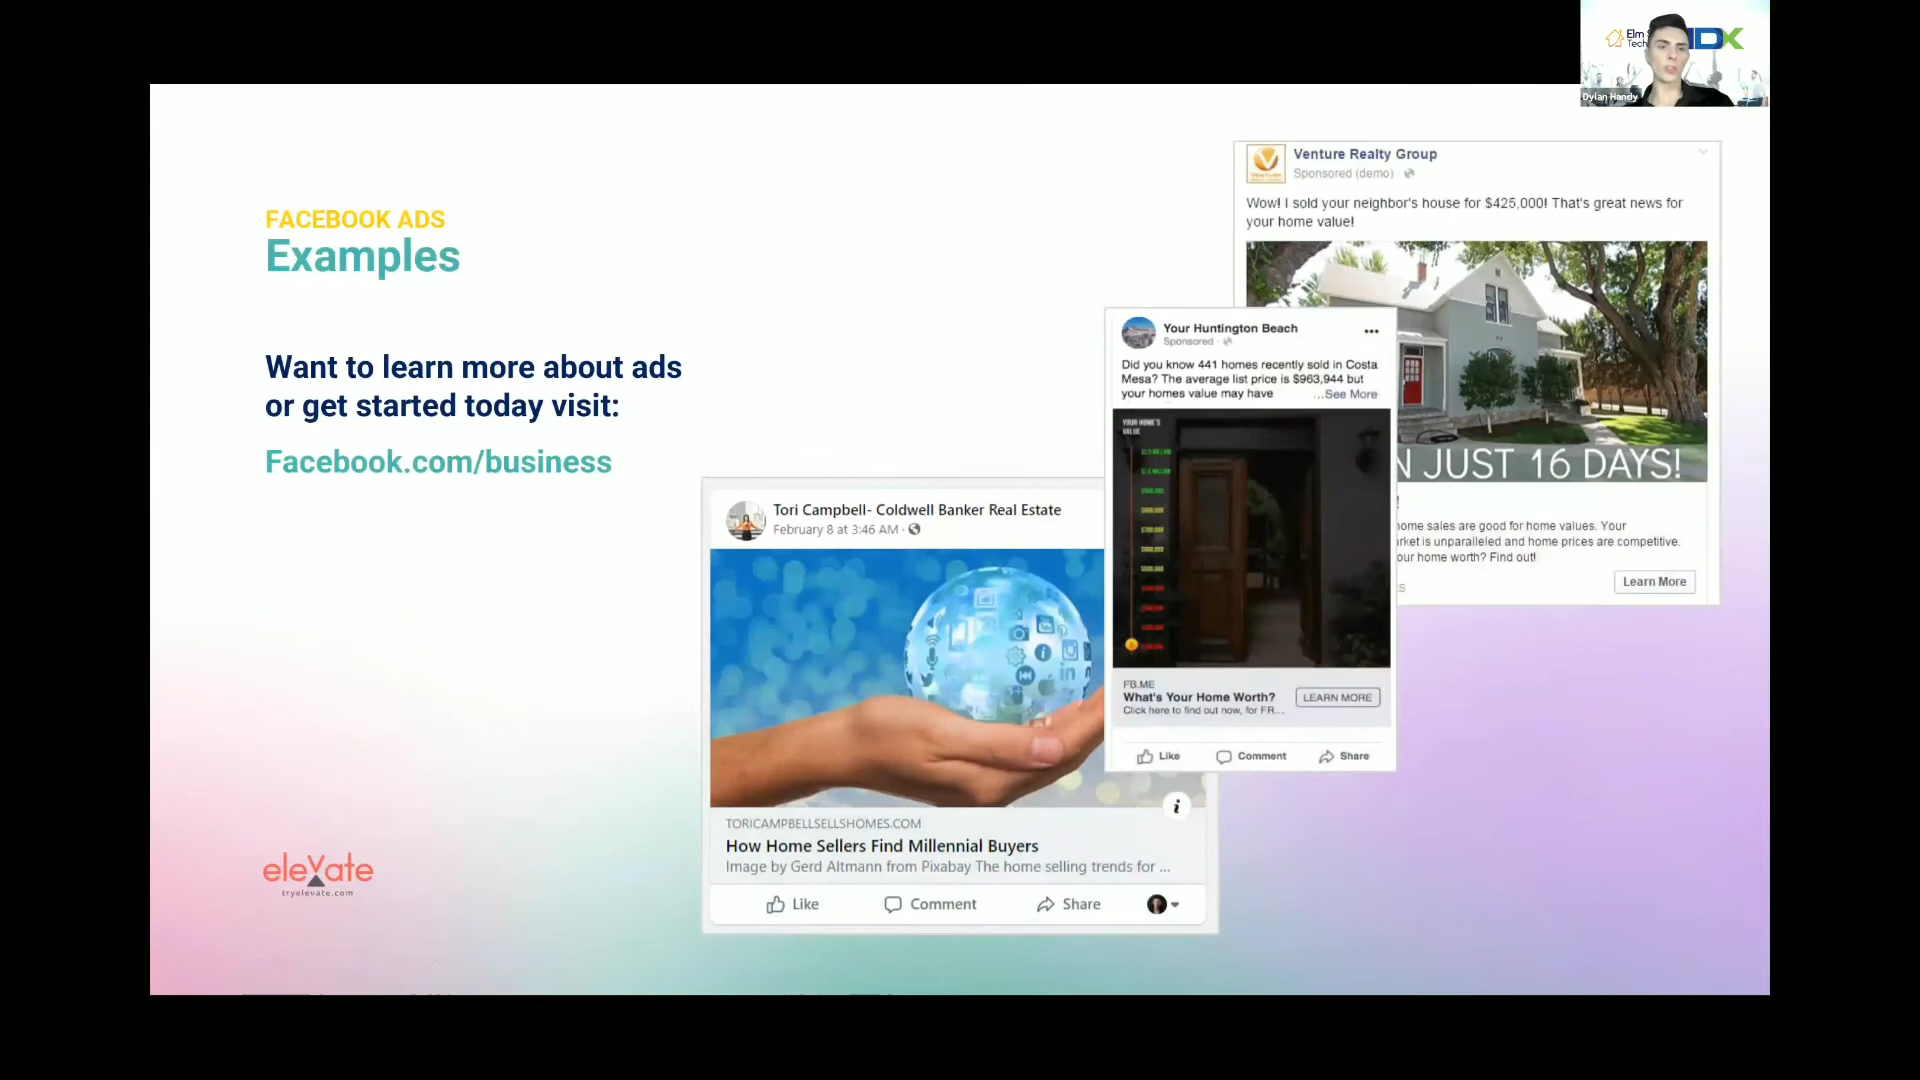 Elm
Tech
IDX
Dylan Handy
FACEBOOK ADS
Examples
Want to learn more about ads
or get started today visit:
Facebook.com/business
elevate
tryelevate.com
Venture Realty Group
Sponsored (demo)
Wow! I sold your neighbor's house for $425,000! That's great news for
your home value!
N JUST 16 DAYS!
ome sales are good for home values. Your
rket is unparalleled and home prices are competitive.
our home worth? Find out!
Learn More
Your Huntington Beach
Sponsored
Did you know 441 homes recently sold in Costa
Mesa? The average list price is $963,944 but
your homes value may have ...See More
YOUR HOME'S
VALUE
FB.ME
What's Your Home Worth?
Click here to find out now, for FR...
LEARN MORE
Like Comment Share
Tori Campbell- Coldwell Banker Real Estate
February 8 at 3:46 AM
TORICAMPBELLSELLSHOMES.COM
How Home Sellers Find Millennial Buyers
Image by Gerd Altmann from Pixabay The home selling trends for ...
Like Comment Share